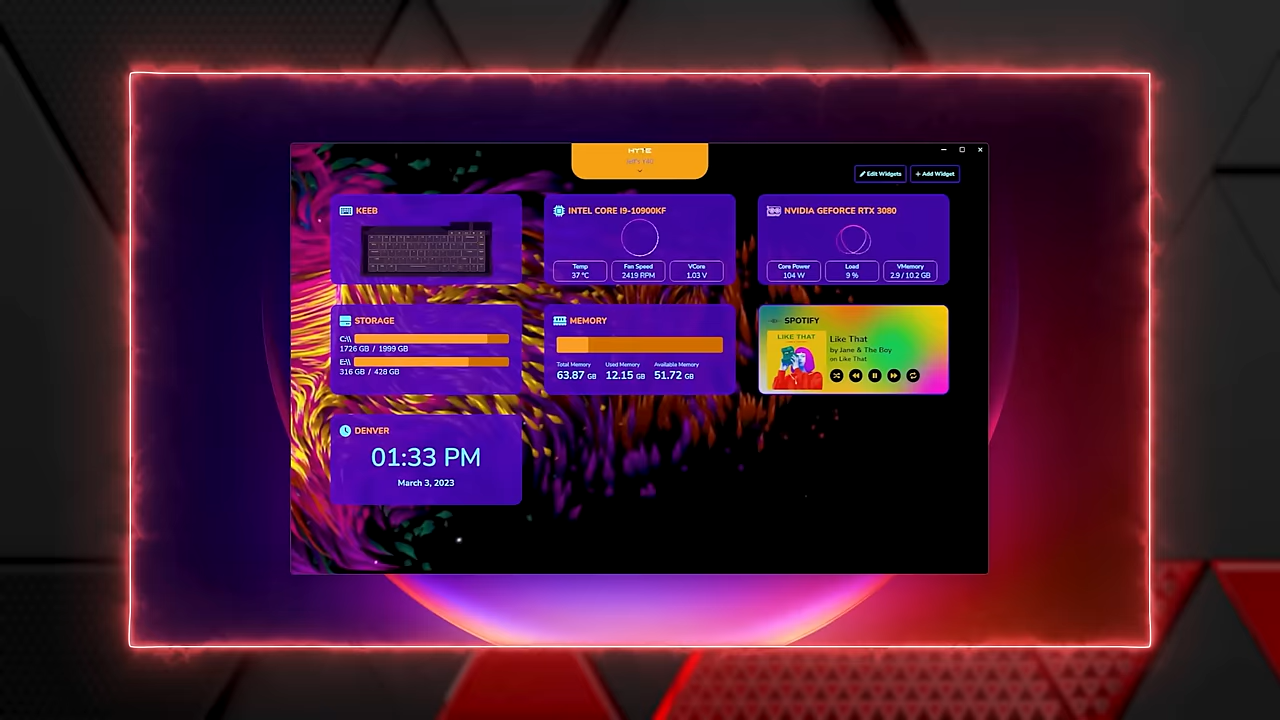 HYTE
Edit Widgets
+ Add Widget
KEEB
INTEL CORE I9-10900KF
Temp
37 °C
Fan Speed
2419 RPM
VCore
1.03 V
NVIDIA GEFORCE RTX 3080
Core Power
104 W
Load
9 %
VMemory
2.9 / 10.2 GB
STORAGE
C:\\
1726 GB / 1999 GB
E:\\
316 GB / 428 GB
MEMORY
Total Memory
63.87 GB
Used Memory
12.15 GB
Available Memory
51.72 GB
SPOTIFY
LIKE THAT
Like That
by Jane & The Boy
on Like That
DENVER
01:33 PM
March 3, 2023